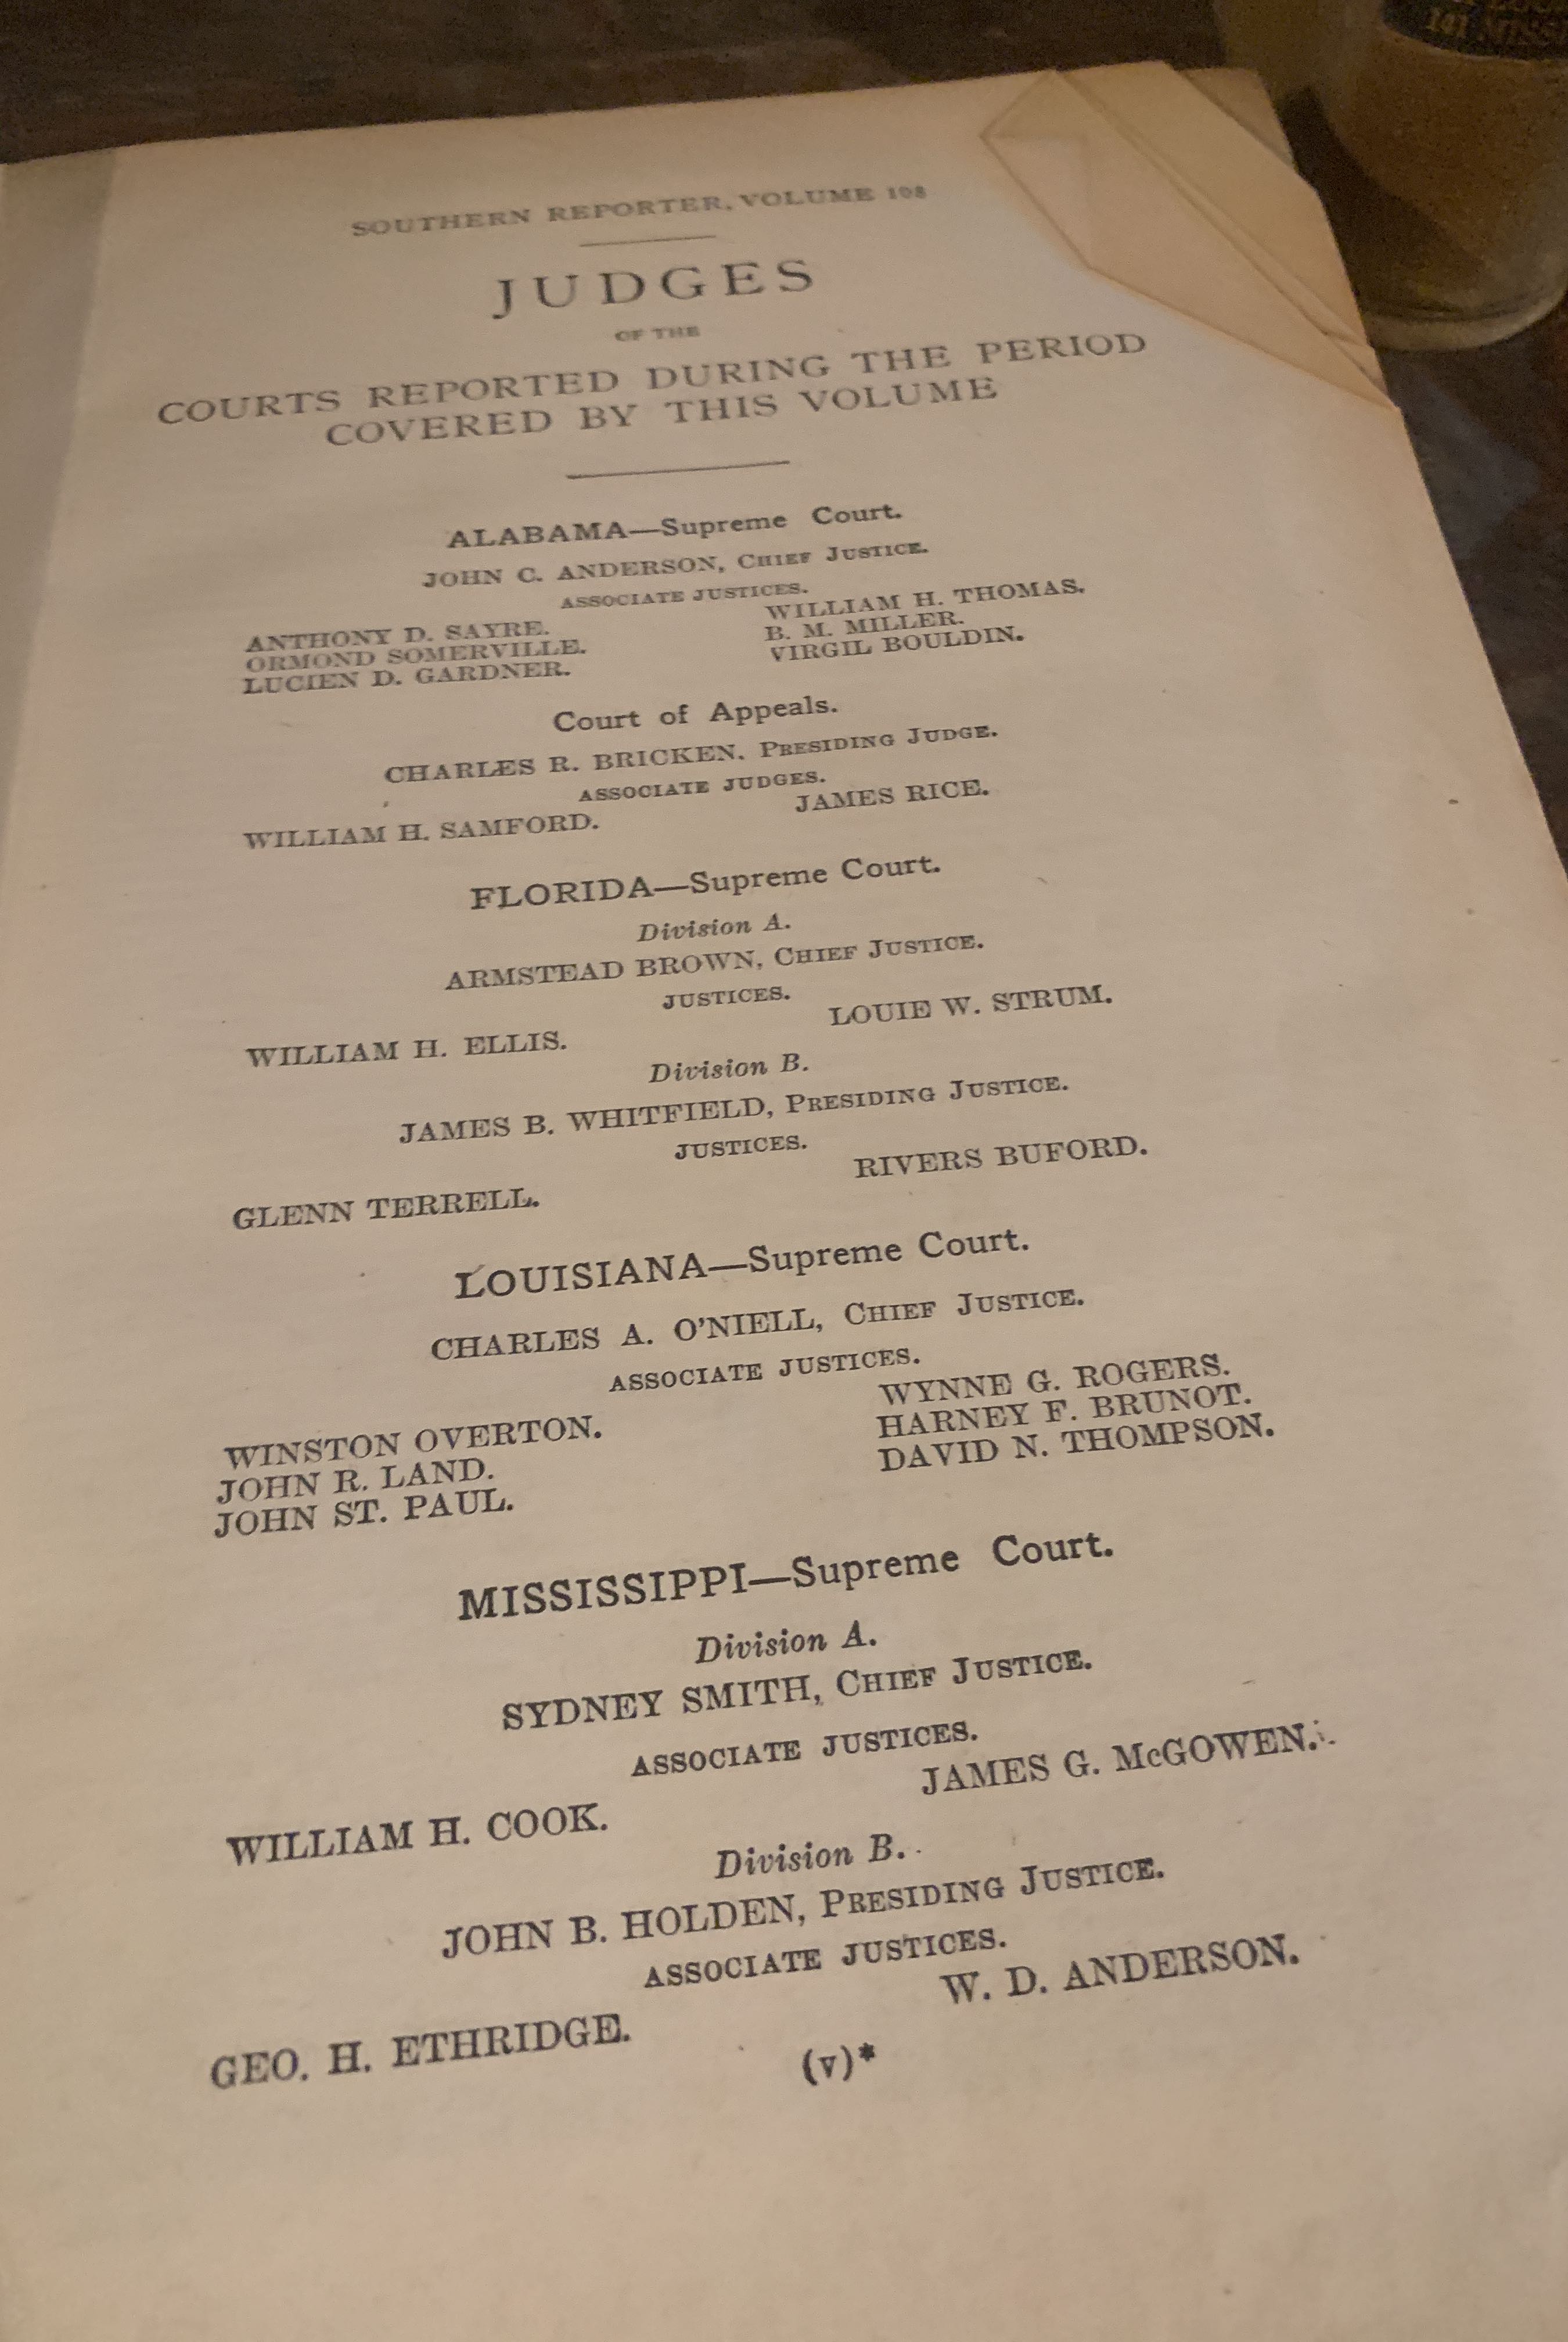 SOUTHERN REPORTER, VOLUME 108
JUDGES
OF THE
COURTS REPORTED DURING THE PERIOD
COVERED BY THIS VOLUME
ALABAMA—Supreme Court.
JOHN C. ANDERSON, CHIEF JUSTICE.
ASSOCIATE JUSTICES.
ANTHONY D. SAYRE. WILLIAM H. THOMAS.
ORMOND SOMERVILLE. B. M. MILLER.
LUCIEN D. GARDNER. VIRGIL BOULDIN.
Court of Appeals.
CHARLES R. BRICKEN, PRESIDING JUDGE.
ASSOCIATE JUDGES.
WILLIAM H. SAMFORD. JAMES RICE.
FLORIDA—Supreme Court.
Division A.
ARMSTEAD BROWN, CHIEF JUSTICE.
JUSTICES.
WILLIAM H. ELLIS. LOUIE W. STRUM.
Division B.
JAMES B. WHITFIELD, PRESIDING JUSTICE.
JUSTICES.
GLENN TERRELL. RIVERS BUFORD.
LOUISIANA—Supreme Court.
CHARLES A. O'NIELL, CHIEF JUSTICE.
ASSOCIATE JUSTICES.
WINSTON OVERTON. WYNNE G. ROGERS.
JOHN R. LAND. HARNEY F. BRUNOT.
JOHN ST. PAUL. DAVID N. THOMPSON.
MISSISSIPPI—Supreme Court.
Division A.
SYDNEY SMITH, CHIEF JUSTICE.
ASSOCIATE JUSTICES.
WILLIAM H. COOK. JAMES G. McGOWEN.
Division B.
JOHN B. HOLDEN, PRESIDING JUSTICE.
ASSOCIATE JUSTICES.
GEO. H. ETHRIDGE. W. D. ANDERSON.
(v)*